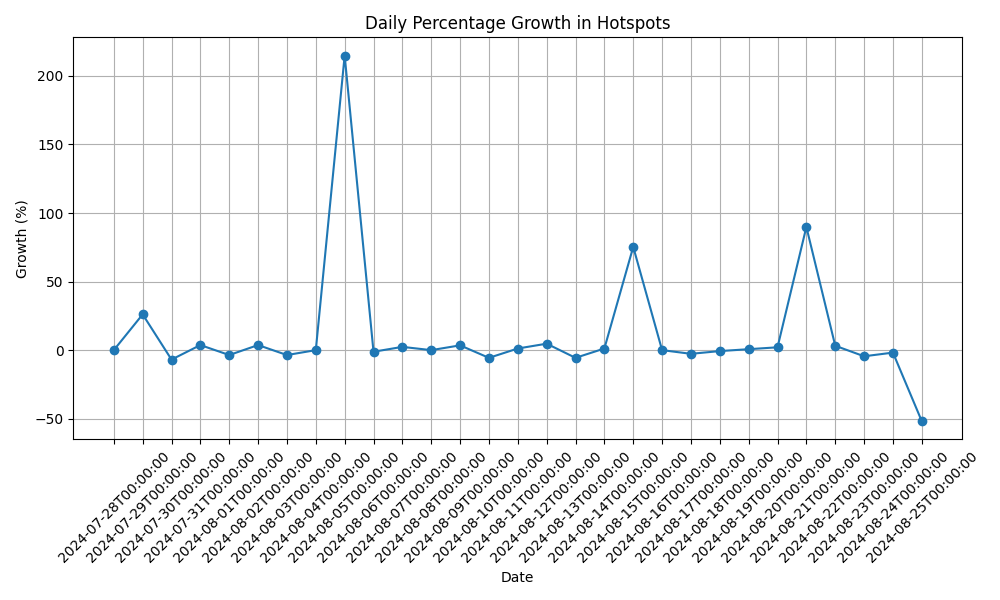 Daily Percentage Growth in Hotspots
Growth (%)
200
150
100
50
0
−50
2024-07-28T00:00:00
2024-07-29T00:00:00
2024-07-30T00:00:00
2024-07-31T00:00:00
2024-08-01T00:00:00
2024-08-02T00:00:00
2024-08-03T00:00:00
2024-08-04T00:00:00
2024-08-05T00:00:00
2024-08-06T00:00:00
2024-08-07T00:00:00
2024-08-08T00:00:00
2024-08-09T00:00:00
2024-08-10T00:00:00
2024-08-11T00:00:00
2024-08-12T00:00:00
2024-08-13T00:00:00
2024-08-14T00:00:00
2024-08-15T00:00:00
2024-08-16T00:00:00
2024-08-17T00:00:00
2024-08-18T00:00:00
2024-08-19T00:00:00
2024-08-20T00:00:00
2024-08-21T00:00:00
2024-08-22T00:00:00
2024-08-23T00:00:00
2024-08-24T00:00:00
2024-08-25T00:00:00
Date